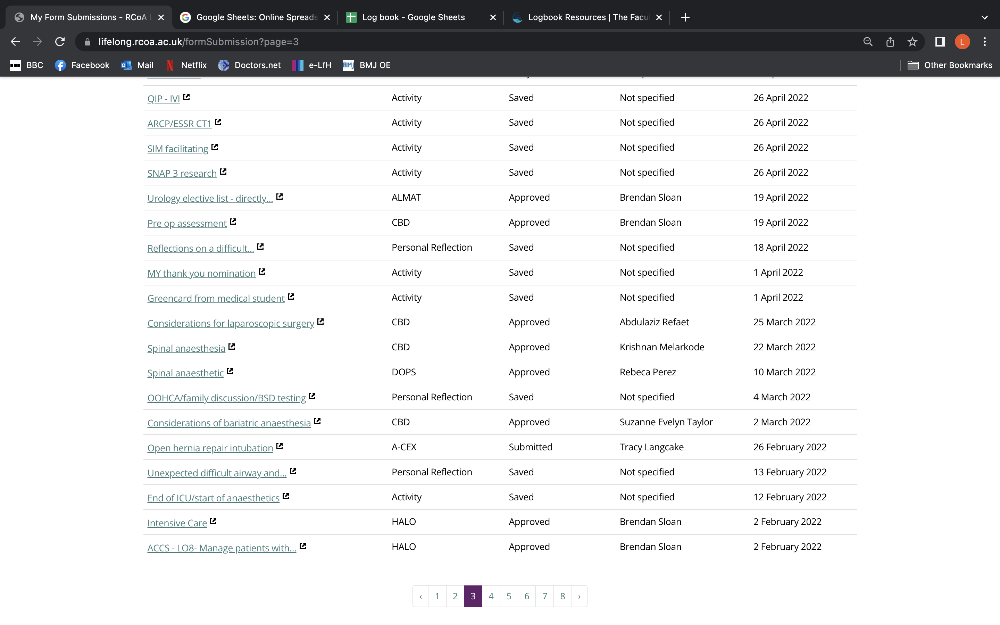 My Form Submissions - RCoA L
Google Sheets: Online Spreads
Log book - Google Sheets
Logbook Resources | The Facul
lifelong.rcoa.ac.uk/formSubmission?page=3
L
BBC Facebook Mail Netflix Doctors.net e-LfH BMJ BMJ OE Other Bookmarks
QIP - IVI Activity Saved Not specified 26 April 2022
ARCP/ESSR CT1 Activity Saved Not specified 26 April 2022
SIM facilitating Activity Saved Not specified 26 April 2022
SNAP 3 research Activity Saved Not specified 26 April 2022
Urology elective list - directly... ALMAT Approved Brendan Sloan 19 April 2022
Pre op assessment CBD Approved Brendan Sloan 19 April 2022
Reflections on a difficult... Personal Reflection Saved Not specified 18 April 2022
MY thank you nomination Activity Saved Not specified 1 April 2022
Greencard from medical student Activity Saved Not specified 1 April 2022
Considerations for laparoscopic surgery CBD Approved Abdulaziz Refaet 25 March 2022
Spinal anaesthesia CBD Approved Krishnan Melarkode 22 March 2022
Spinal anaesthetic DOPS Approved Rebeca Perez 10 March 2022
OOHCA/family discussion/BSD testing Personal Reflection Saved Not specified 4 March 2022
Considerations of bariatric anaesthesia CBD Approved Suzanne Evelyn Taylor 2 March 2022
Open hernia repair intubation A-CEX Submitted Tracy Langcake 26 February 2022
Unexpected difficult airway and... Personal Reflection Saved Not specified 13 February 2022
End of ICU/start of anaesthetics Activity Saved Not specified 12 February 2022
Intensive Care HALO Approved Brendan Sloan 2 February 2022
ACCS - LO8- Manage patients with... HALO Approved Brendan Sloan 2 February 2022
‹ 1 2 3 4 5 6 7 8 ›